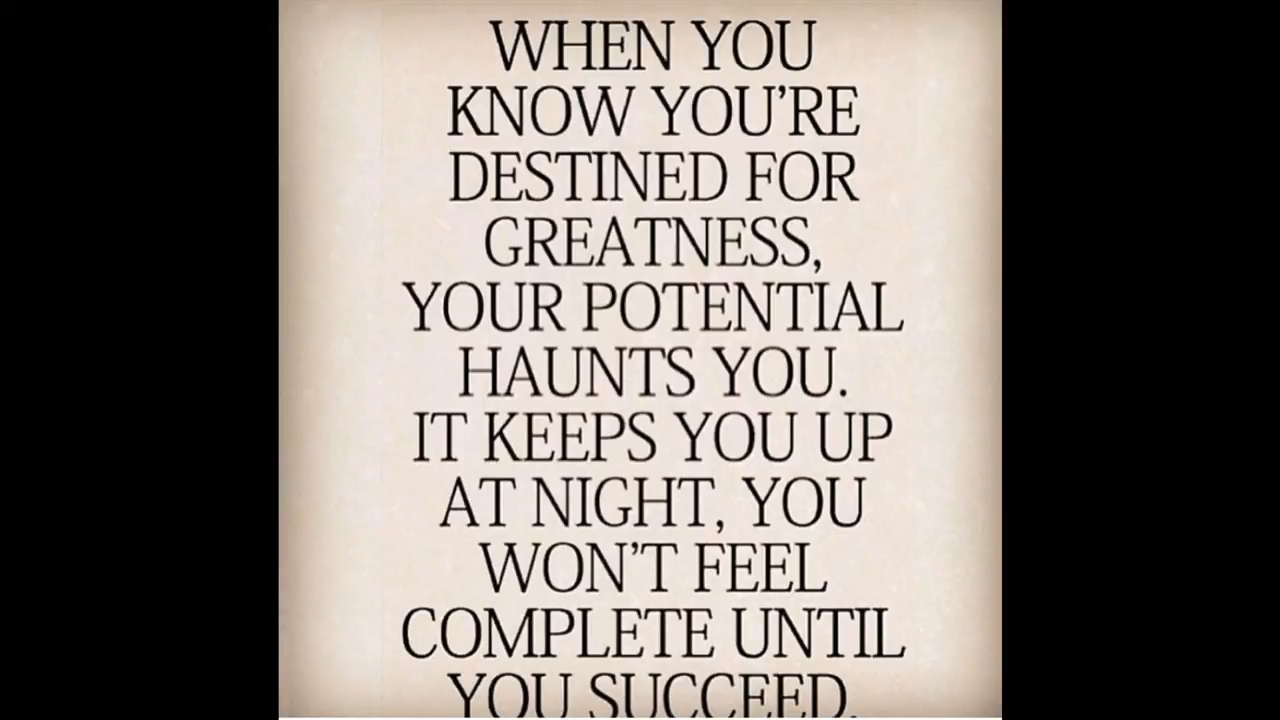 WHEN YOU
KNOW YOU’RE
DESTINED FOR
GREATNESS,
YOUR POTENTIAL
HAUNTS YOU.
IT KEEPS YOU UP
AT NIGHT, YOU
WON’T FEEL
COMPLETE UNTIL
YOU SUCCEED.